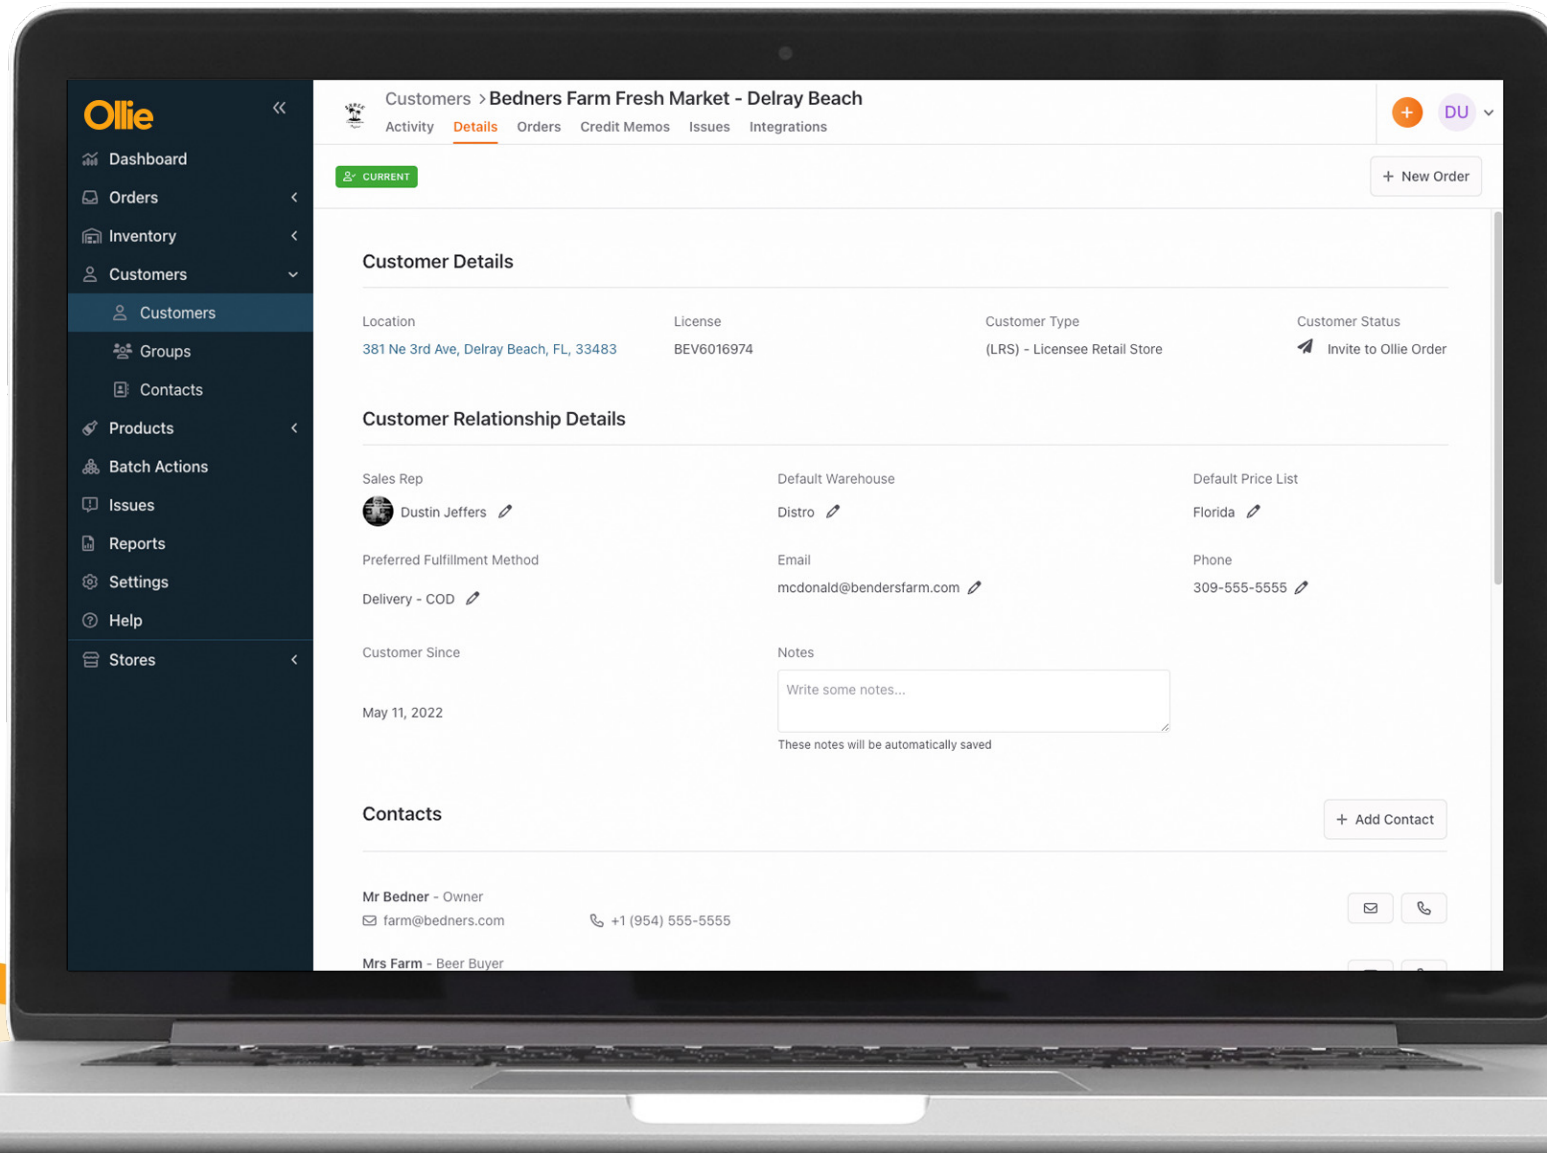 Ollie
Dashboard
Orders
Inventory
Customers
Customers
Groups
Contacts
Products
Batch Actions
Issues
Reports
Settings
Help
Stores
Customers > Bedners Farm Fresh Market - Delray Beach
Activity Details Orders Credit Memos Issues Integrations
+ DU
CURRENT
+ New Order
Customer Details
Location License Customer Type Customer Status
381 Ne 3rd Ave, Delray Beach, FL, 33483 BEV6016974 (LRS) - Licensee Retail Store Invite to Ollie Order
Customer Relationship Details
Sales Rep Default Warehouse Default Price List
Dustin Jeffers Distro Florida
Preferred Fulfillment Method Email Phone
Delivery - COD mcdonald@bendersfarm.com 309-555-5555
Customer Since Notes
Write some notes...
May 11, 2022
These notes will be automatically saved
Contacts + Add Contact
Mr Bedner - Owner
farm@bedners.com +1 (954) 555-5555
Mrs Farm - Beer Buyer